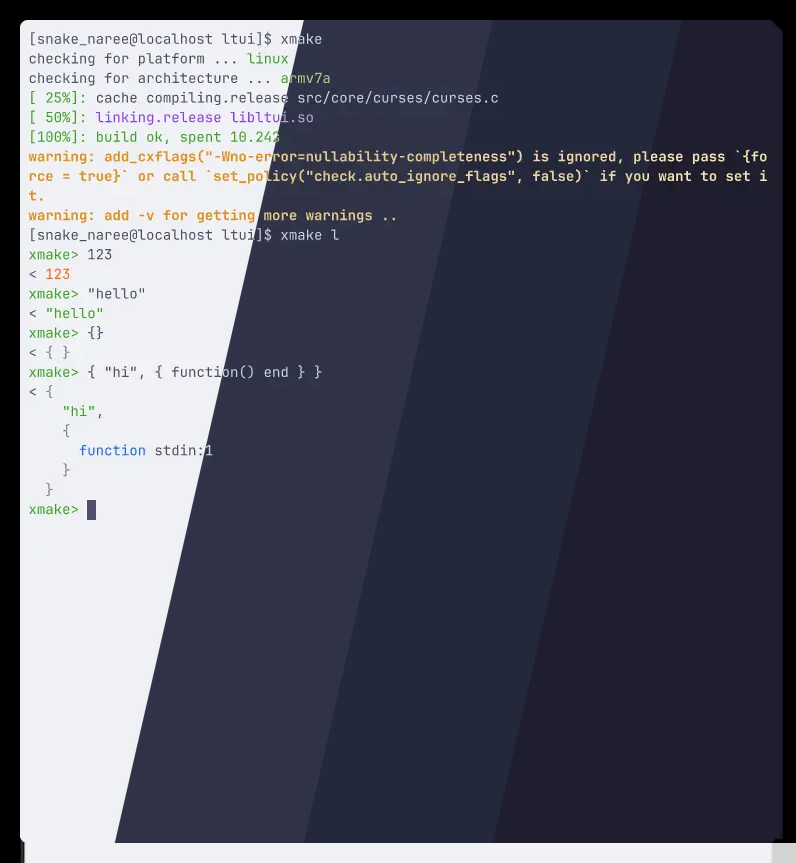 [snake_naree@localhost ltui]$ xmake
checking for platform ... linux
checking for architecture ... armv7a
[ 25%]: cache compiling.release src/core/curses/curses.c
[ 50%]: linking.release libltui.so
[100%]: build ok, spent 10.242
warning: add_cxflags("-Wno-error=nullability-completeness") is ignored, please pass `{fo
rce = true}` or call `set_policy("check.auto_ignore_flags", false)` if you want to set i
t.
warning: add -v for getting more warnings ..
[snake_naree@localhost ltui]$ xmake l
xmake> 123
< 123
xmake> "hello"
< "hello"
xmake> {}
< { }
xmake> { "hi", { function() end } }
< {
    "hi",
    {
      function stdin:1
    }
  }
xmake>